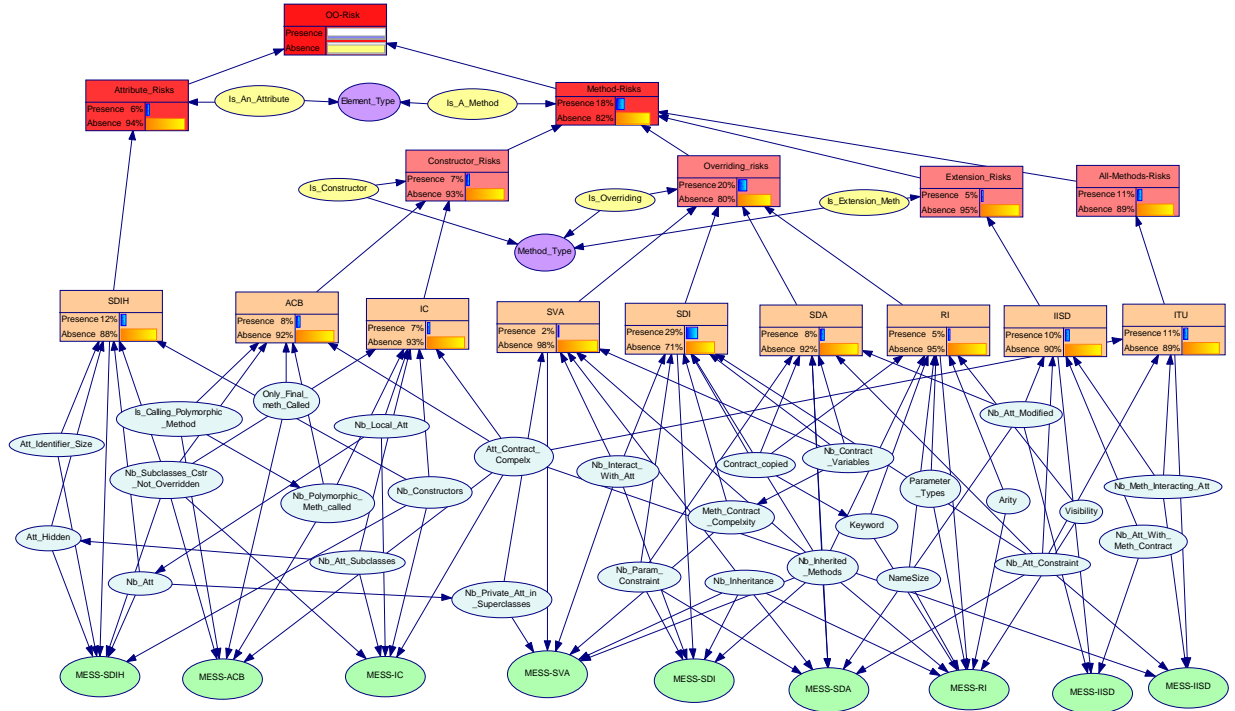 OO-Risk
Presence
Absence
Attribute_Risks
Presence 6%
Absence 94%
Is_An_Attribute
Element_Type
Is_A_Method
Method-Risks
Presence 18%
Absence 82%
Constructor_Risks
Presence 7%
Absence 93%
Overriding_risks
Presence 20%
Absence 80%
Extension_Risks
Presence 5%
Absence 95%
All-Methods-Risks
Presence 11%
Absence 89%
Is_Constructor
Is_Overriding
Is_Extension_Meth
Method_Type
SDIH
Presence 12%
Absence 88%
ACB
Presence 8%
Absence 92%
IC
Presence 7%
Absence 93%
SVA
Presence 2%
Absence 98%
SDI
Presence 29%
Absence 71%
SDA
Presence 8%
Absence 92%
RI
Presence 5%
Absence 95%
IISD
Presence 10%
Absence 90%
ITU
Presence 11%
Absence 89%
Is_Calling_Polymorphic
_Method
Only_Final_
meth_Called
Nb_Local_Att
Nb_Att_Modified
Att_Identifier_Size
Att_Contract_
Compelx
Nb_Subclasses_Cstr
_Not_Overridden
Nb_Interact_
With_Att
Contract_copied
Nb_Contract
_Variables
Nb_Polymorphic_
Meth_called
Nb_Constructors
Parameter
_Types
Arity
Nb_Meth_Interacting_Att
Meth_Contract
_Compelxity
Visibility
Keyword
Att_Hidden
Nb_Att_With_
Meth_Contract
Nb_Att
Nb_Att_Subclasses
Nb_Private_Att_in
_Superclasses
Nb_Param_
Constraint
Nb_Inheritance
Nb_Inherited
_Methods
NameSize
Nb_Att_Constraint
MESS-SDIH
MESS-ACB
MESS-IC
MESS-SVA
MESS-SDI
MESS-SDA
MESS-RI
MESS-IISD
MESS-IISD